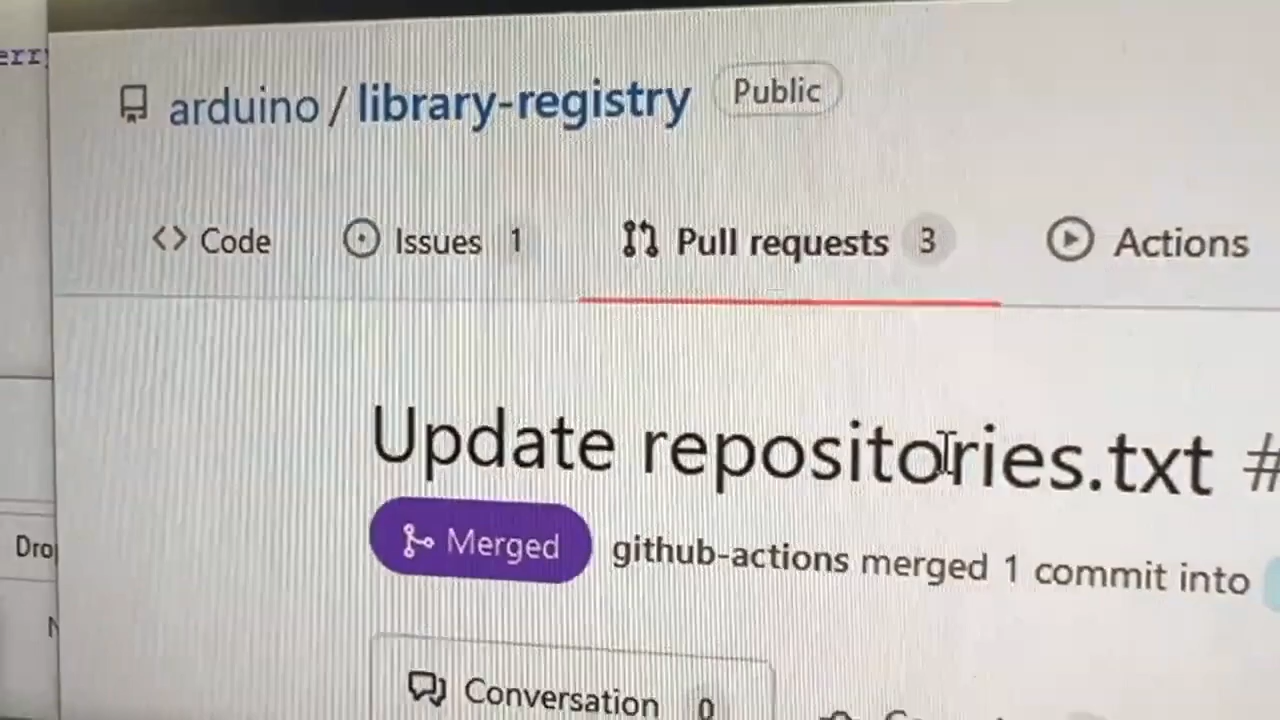 arduino / library-registry Public
Code Issues 1 Pull requests 3 Actions
Update repositories.txt #
Merged github-actions merged 1 commit into
Dro
Conversation 0